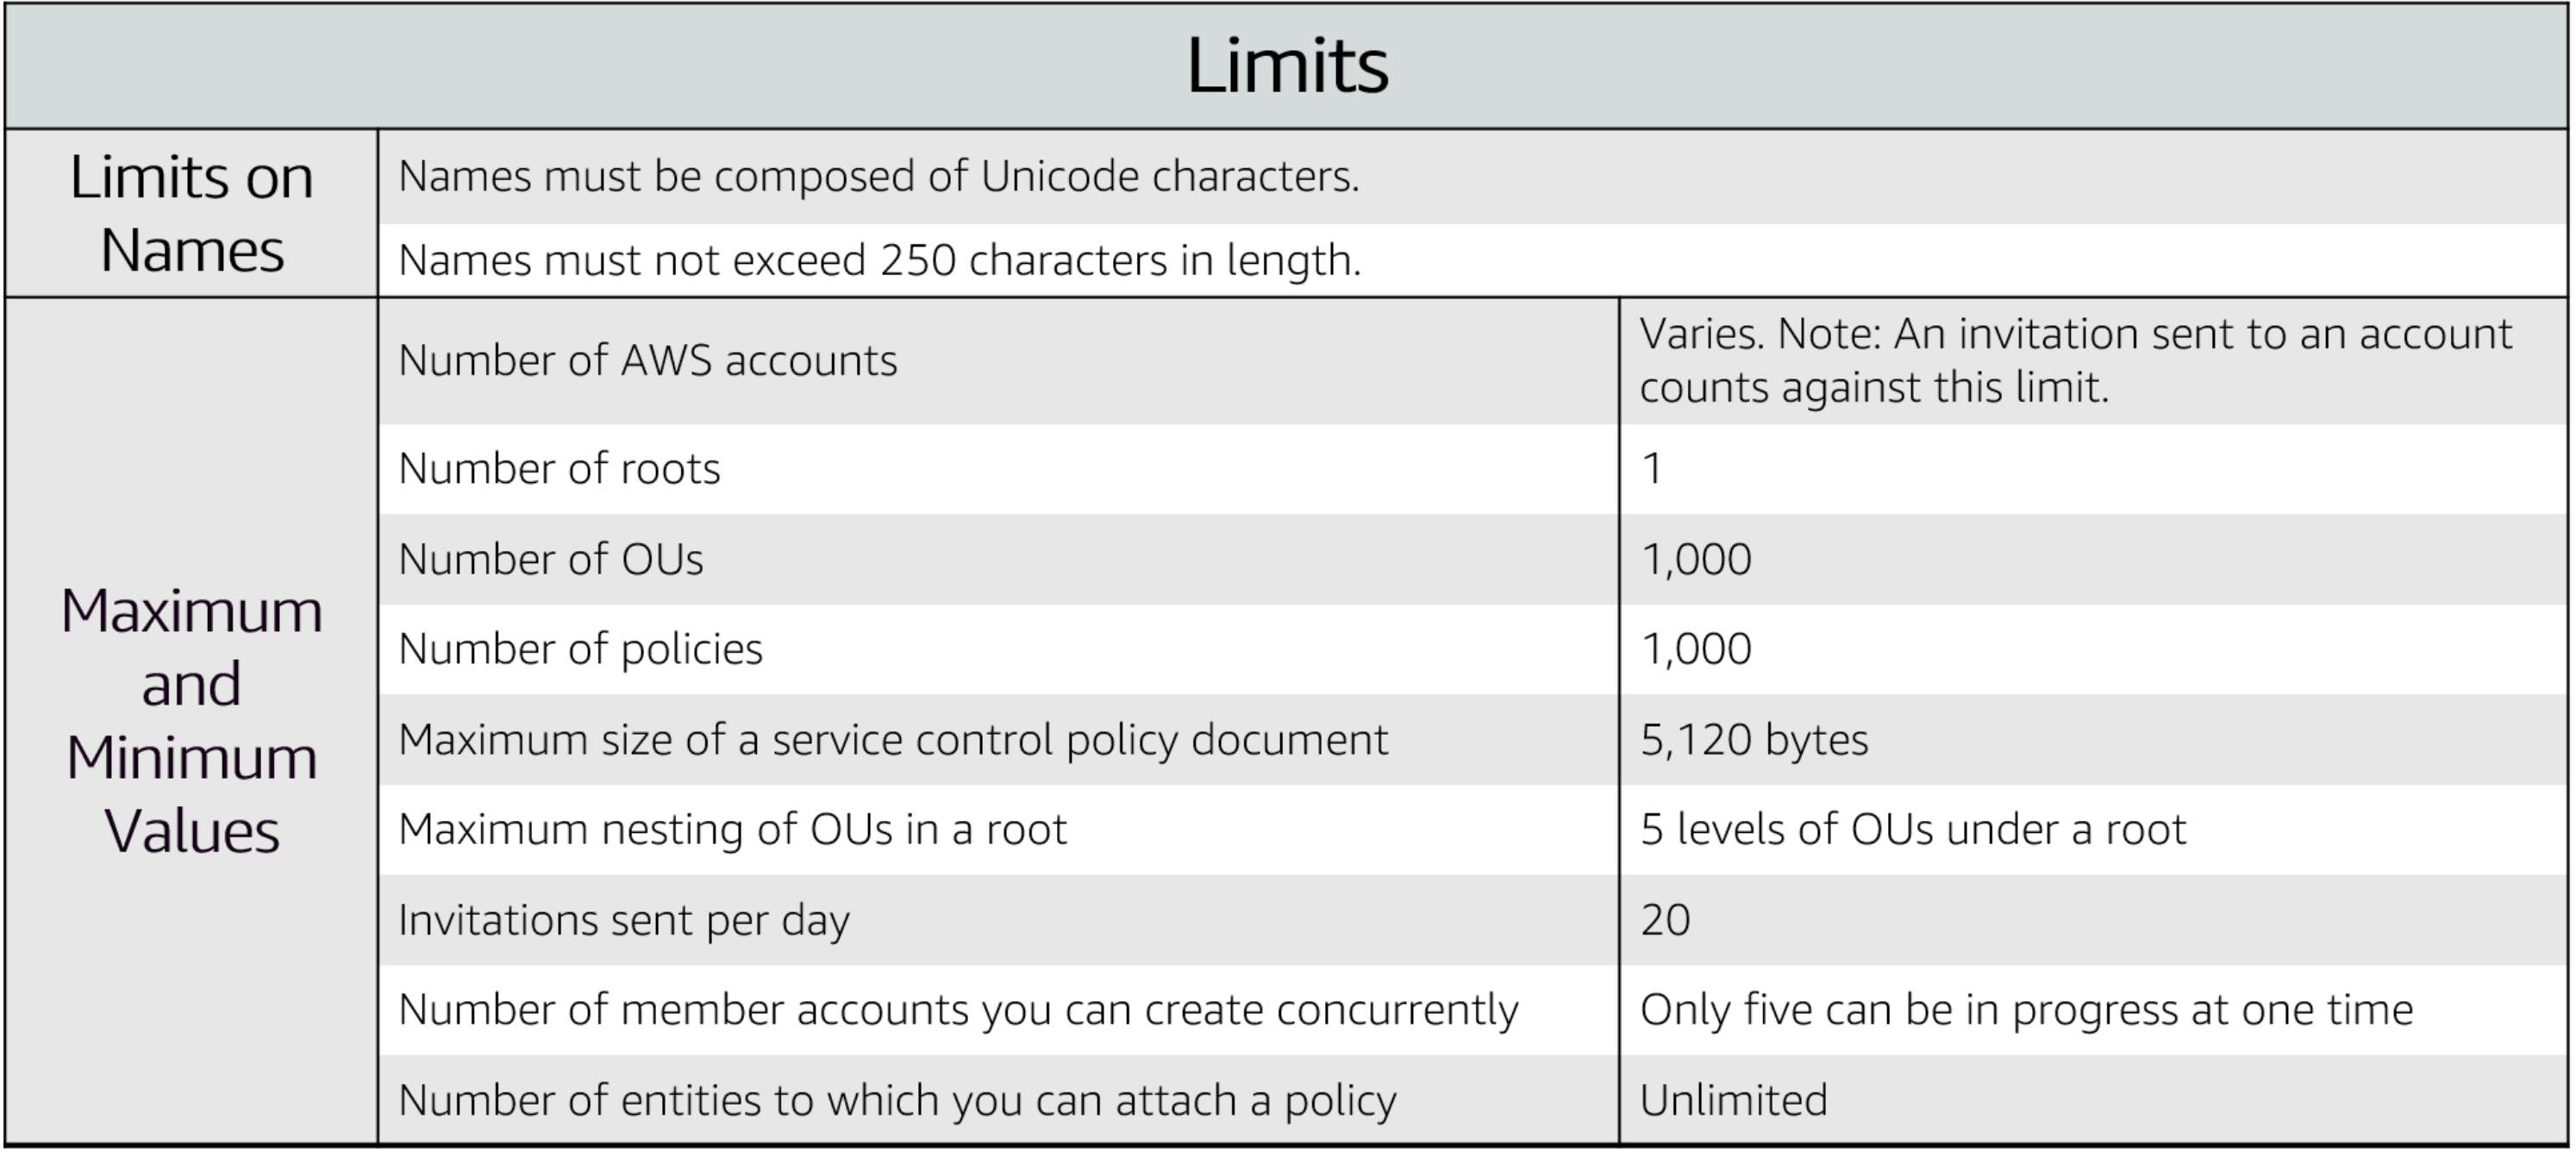 Limits
Limits on
Names
Names must be composed of Unicode characters.
Names must not exceed 250 characters in length.
Maximum
and
Minimum
Values
Number of AWS accounts
Varies. Note: An invitation sent to an account
counts against this limit.
Number of roots
1
Number of OUs
1,000
Number of policies
1,000
Maximum size of a service control policy document
5,120 bytes
Maximum nesting of OUs in a root
5 levels of OUs under a root
Invitations sent per day
20
Number of member accounts you can create concurrently
Only five can be in progress at one time
Number of entities to which you can attach a policy
Unlimited